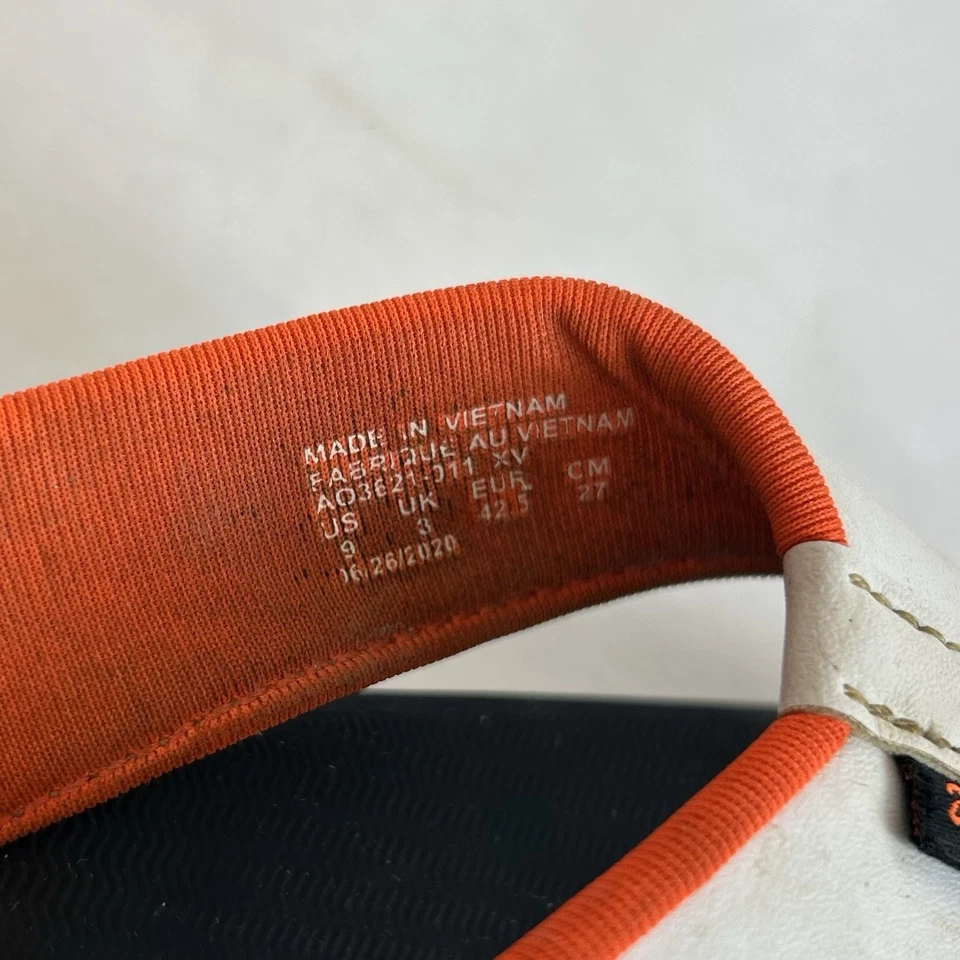 MADE IN VIETNAM
FABRIQUE AU VIETNAM
AO3621 011 XV
US UK EUR CM
9 42.5 27
06/26/2020